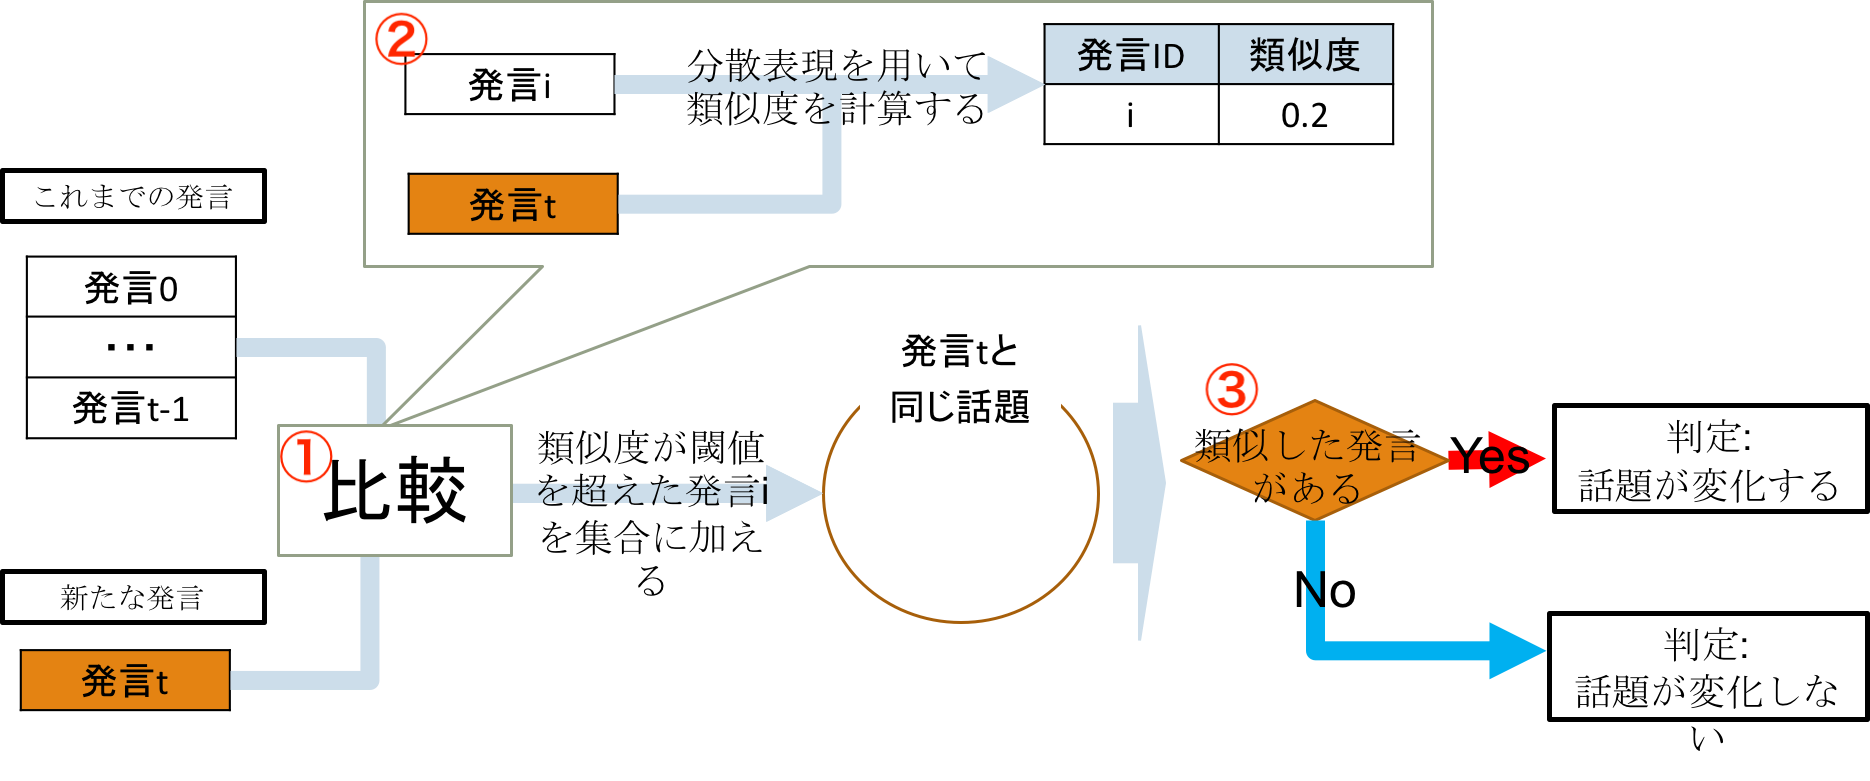 ②
発言i
分散表現を用いて
類似度を計算する
発言ID
類似度
i
0.2
発言t
これまでの発言
発言0
・・・
発言t-1
①
比較
新たな発言
発言t
類似度が閾値
を超えた発言i
を集合に加え
る
発言tと
同じ話題
③
類似した発言
がある
Yes
判定:
話題が変化する
No
判定:
話題が変化しな
い